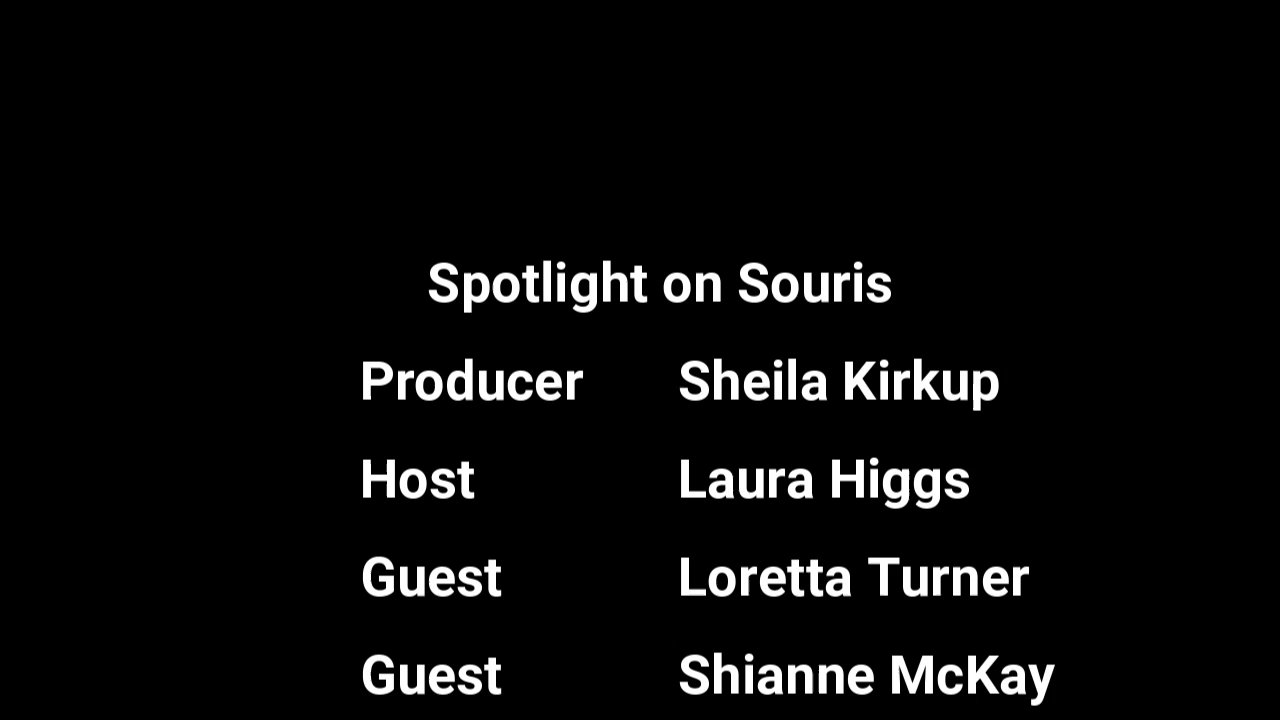 Spotlight on Souris
Producer Sheila Kirkup
Host Laura Higgs
Guest Loretta Turner
Guest Shianne McKay